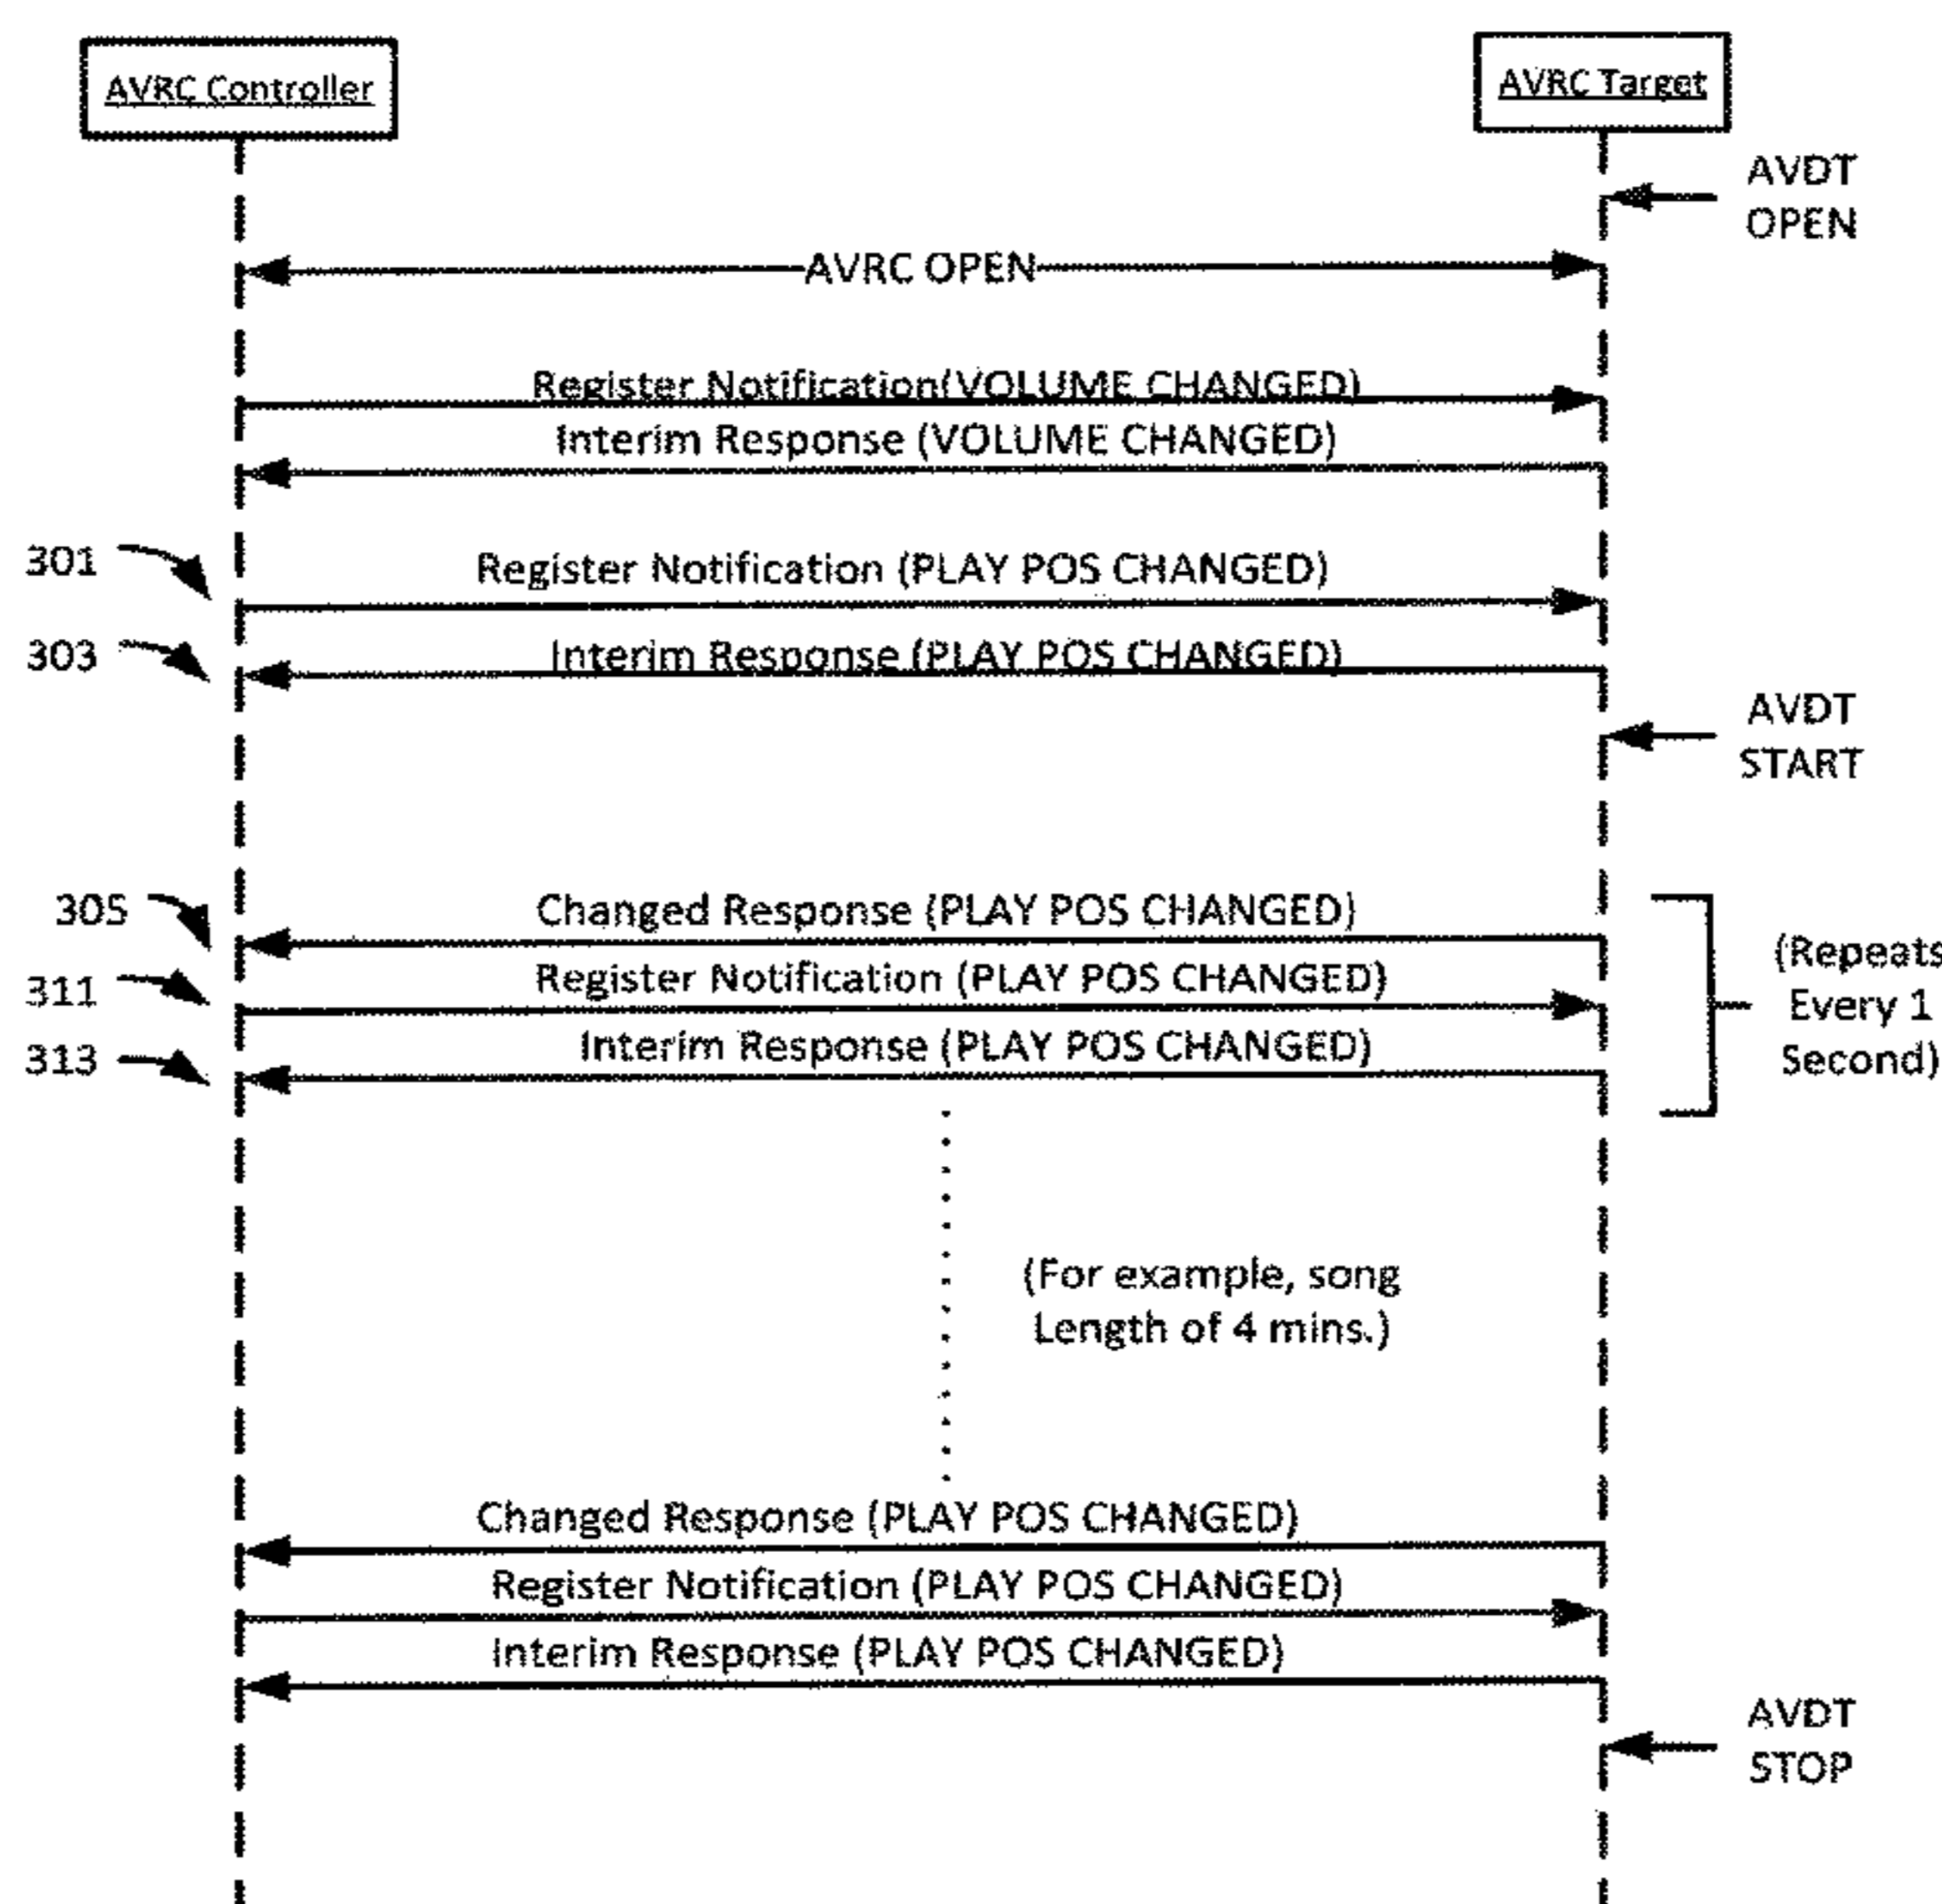 AVRC Controller
AVRC Target
AVDT
OPEN
AVRC OPEN
Register Notification(VOLUME CHANGED)
Interim Response (VOLUME CHANGED)
301
Register Notification (PLAY POS CHANGED)
303
Interim Response (PLAY POS CHANGED)
AVDT
START
305
Changed Response (PLAY POS CHANGED)
(Repeats
Every 1
Second)
311
Register Notification (PLAY POS CHANGED)
313
Interim Response (PLAY POS CHANGED)
(For example, song
Length of 4 mins.)
Changed Response (PLAY POS CHANGED)
Register Notification (PLAY POS CHANGED)
Interim Response (PLAY POS CHANGED)
AVDT
STOP